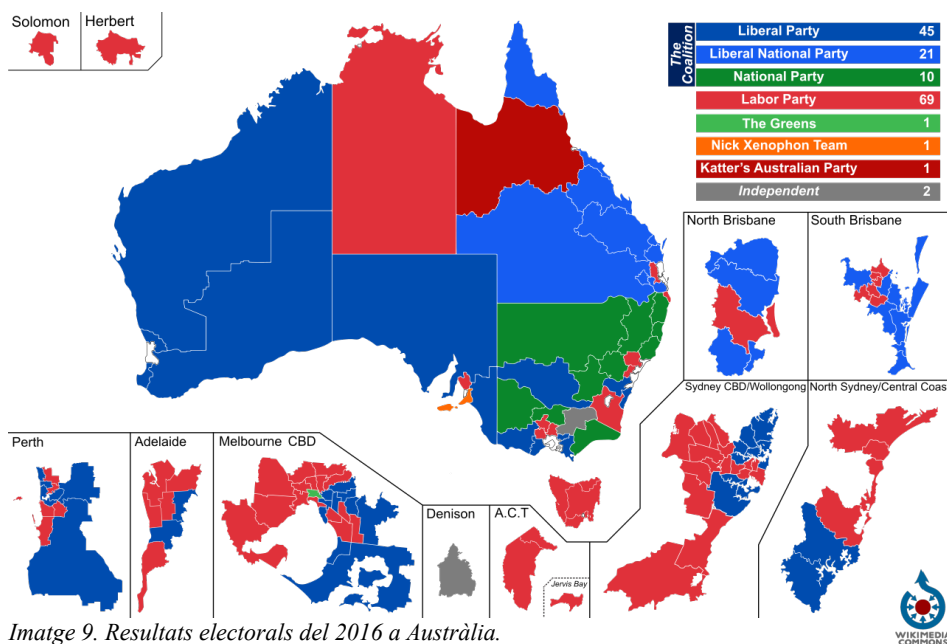 Solomon
Herbert
The Coalition
Liberal Party 45
Liberal National Party 21
National Party 10
Labor Party 69
The Greens 1
Nick Xenophon Team 1
Katter's Australian Party 1
Independent 2
North Brisbane
South Brisbane
Sydney CBD/Wollongong
North Sydney/Central Coas
Perth
Adelaide
Melbourne CBD
Denison
A.C.T
Jervis Bay
WIKIMEDIA
COMMONS
Imatge 9. Resultats electorals del 2016 a Austràlia.